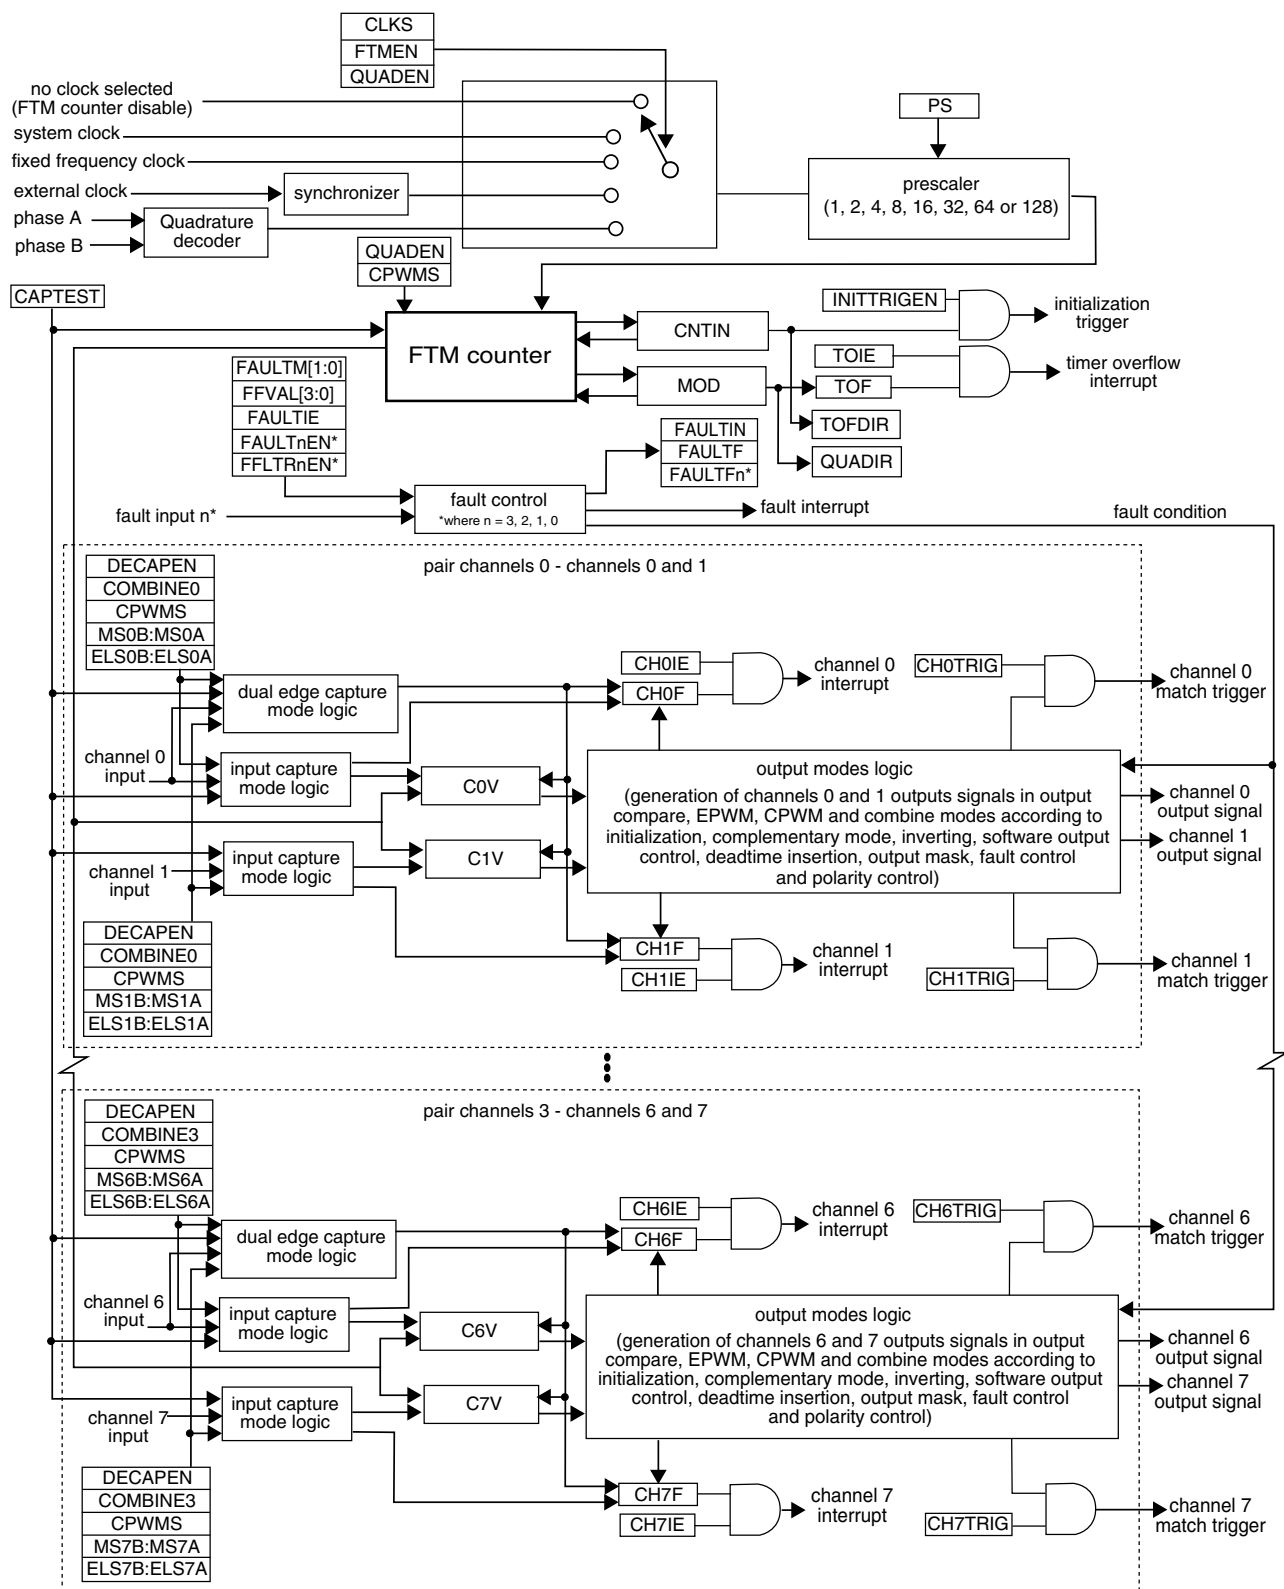 CLKS
FTMEN
QUADEN
no clock selected
(FTM counter disable)
system clock
fixed frequency clock
external clock
synchronizer
phase A
phase B
Quadrature
decoder
PS
prescaler
(1, 2, 4, 8, 16, 32, 64 or 128)
QUADEN
CPWMS
CAPTEST
FTM counter
CNTIN
MOD
INITTRIGEN
initialization
trigger
TOIE
TOF
timer overflow
interrupt
TOFDIR
QUADIR
FAULTM[1:0]
FFVAL[3:0]
FAULTIE
FAULTnEN*
FFLTRnEN*
FAULTIN
FAULTF
FAULTFn*
fault input n*
fault control
*where n = 3, 2, 1, 0
fault interrupt
fault condition
pair channels 0 - channels 0 and 1
DECAPEN
COMBINE0
CPWMS
MS0B:MS0A
ELS0B:ELS0A
dual edge capture
mode logic
CH0IE
CH0F
channel 0
interrupt
CH0TRIG
channel 0
match trigger
channel 0
input
input capture
mode logic
C0V
output modes logic
(generation of channels 0 and 1 outputs signals in output
compare, EPWM, CPWM and combine modes according to
initialization, complementary mode, inverting, software output
control, deadtime insertion, output mask, fault control
and polarity control)
channel 0
output signal
channel 1
output signal
channel 1
input
input capture
mode logic
C1V
DECAPEN
COMBINE0
CPWMS
MS1B:MS1A
ELS1B:ELS1A
CH1F
CH1IE
channel 1
interrupt
CH1TRIG
channel 1
match trigger
pair channels 3 - channels 6 and 7
DECAPEN
COMBINE3
CPWMS
MS6B:MS6A
ELS6B:ELS6A
dual edge capture
mode logic
CH6IE
CH6F
channel 6
interrupt
CH6TRIG
channel 6
match trigger
channel 6
input
input capture
mode logic
C6V
output modes logic
(generation of channels 6 and 7 outputs signals in output
compare, EPWM, CPWM and combine modes according to
initialization, complementary mode, inverting, software output
control, deadtime insertion, output mask, fault control
and polarity control)
channel 6
output signal
channel 7
output signal
channel 7
input
input capture
mode logic
C7V
DECAPEN
COMBINE3
CPWMS
MS7B:MS7A
ELS7B:ELS7A
CH7F
CH7IE
channel 7
interrupt
CH7TRIG
channel 7
match trigger